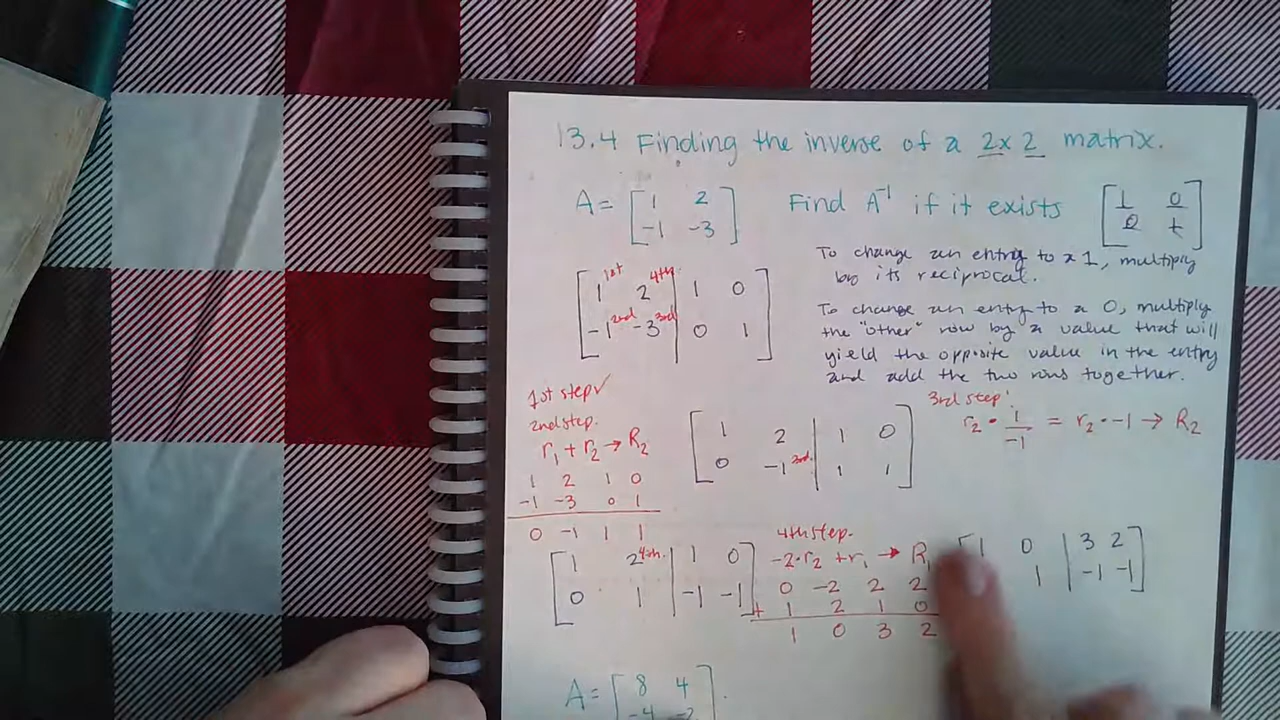 13.4 Finding the inverse of a 2x2 matrix.
A = [ 1 2
-1 -3 ]
Find A⁻¹ if it exists
[ 1 0
0 1 ]
To change an entry to a 1, multiply
by its reciprocal.
To change an entry to a 0, multiply
the "other" row by a value that will
yield the opposite value in the entry
and add the two rows together.
[ 1 1st 2 4th | 1 0
-1 2nd -3 3rd | 0 1 ]
1st step ✓
2nd step.
r₁ + r₂ → R₂
1 2 1 0
-1 -3 0 1
0 -1 1 1
[ 1 2 | 1 0
0 -1 3rd | 1 1 ]
3rd step
r₂ · 1/-1 = r₂ · -1 → R₂
[ 1 2 4th | 1 0
0 1 | -1 -1 ]
4th step.
-2·r₂ + r₁ → R₁
0 -2 2 2
+ 1 2 1 0
1 0 3 2
[ 1 0 | 3 2
1 | -1 -1 ]
A = [ 8 4
-4 -2 ].